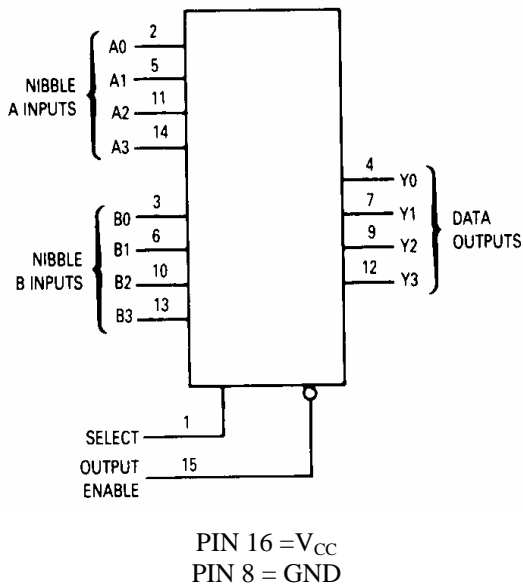 NIBBLE
A INPUTS
A0 2
A1 5
A2 11
A3 14
NIBBLE
B INPUTS
B0 3
B1 6
B2 10
B3 13
4 Y0
7 Y1
9 Y2
12 Y3
DATA
OUTPUTS
SELECT 1
OUTPUT 15
ENABLE
PIN 16 =VCC
PIN 8 = GND